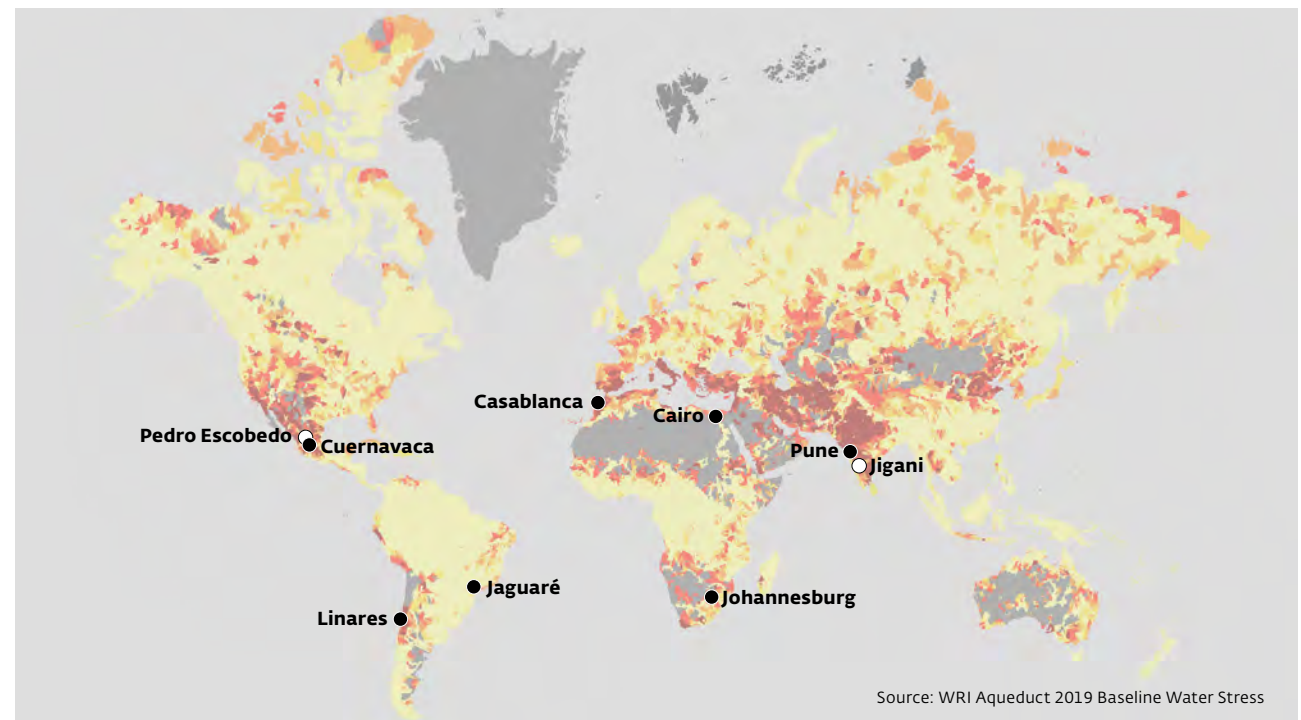 Casablanca
Cairo
Pedro Escobedo
Cuernavaca
Pune
Jigani
Jaguaré
Johannesburg
Linares
Source: WRI Aqueduct 2019 Baseline Water Stress